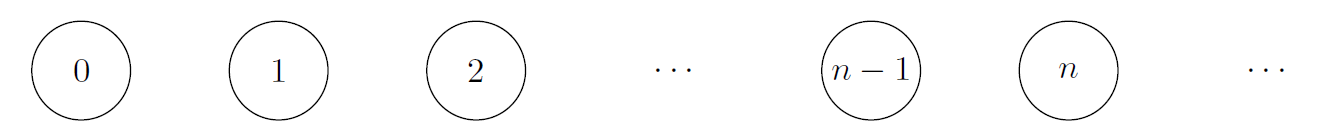 0 1 2 ⋯ n − 1 n ⋯